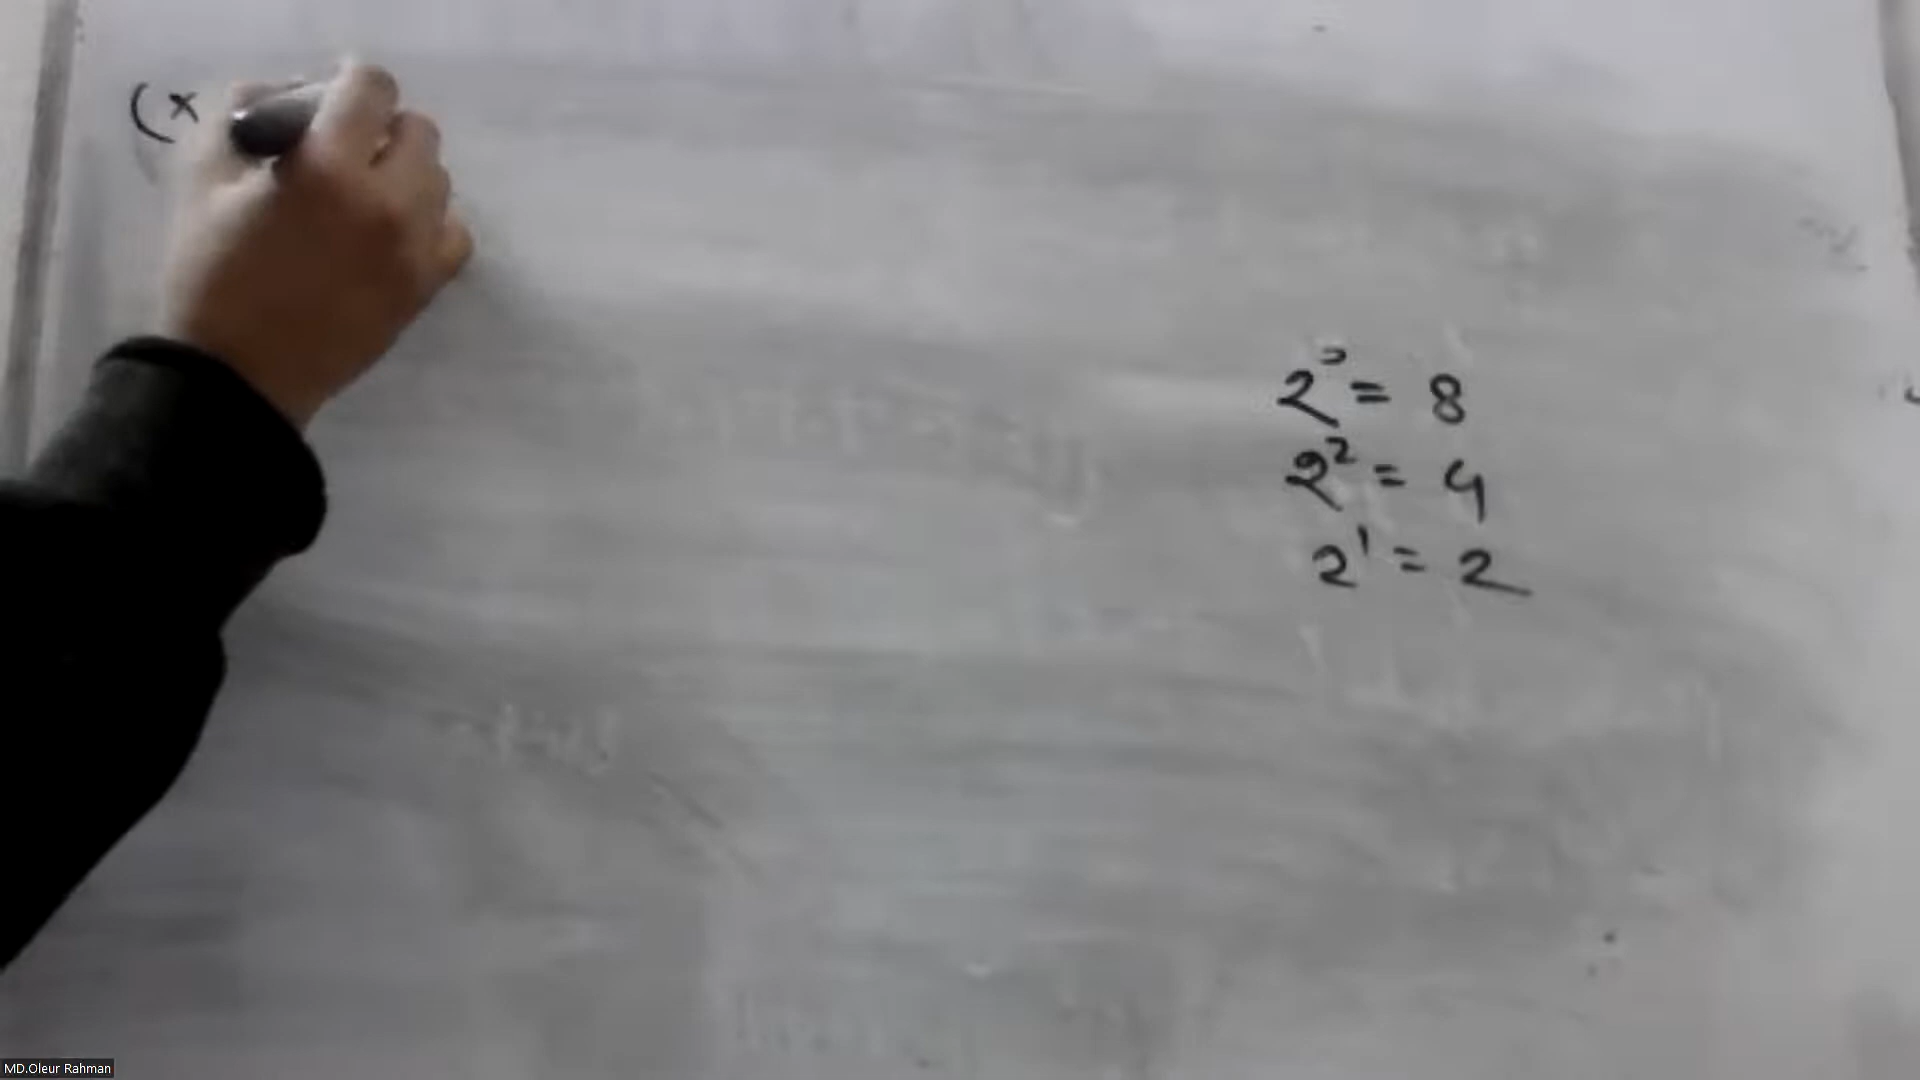 (x
2³ = 8
2² = 4
2¹ = 2
MD.Oleur Rahman